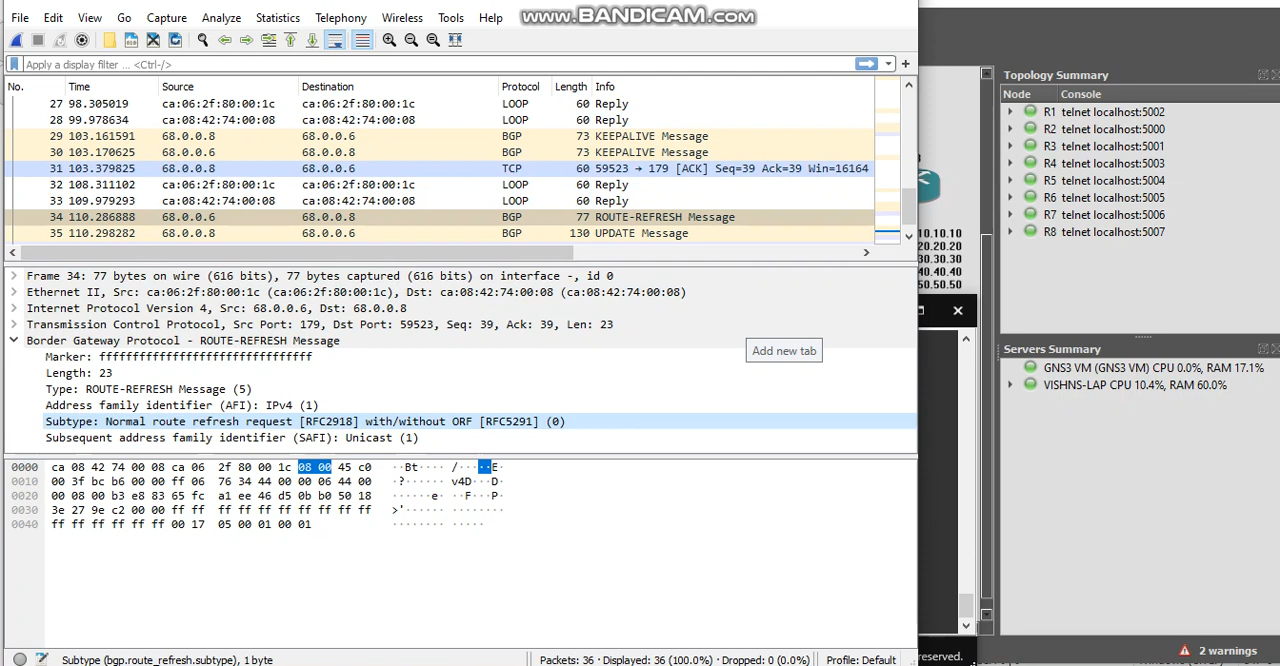 File Edit View Go Capture Analyze Statistics Telephony Wireless Tools Help
www.BANDICAM.com
Apply a display filter ... <Ctrl-/>
No. Time Source Destination Protocol Length Info
27 98.305019 ca:06:2f:80:00:1c ca:06:2f:80:00:1c LOOP 60 Reply
28 99.978634 ca:08:42:74:00:08 ca:08:42:74:00:08 LOOP 60 Reply
29 103.161591 68.0.0.8 68.0.0.6 BGP 73 KEEPALIVE Message
30 103.170625 68.0.0.6 68.0.0.8 BGP 73 KEEPALIVE Message
31 103.379825 68.0.0.8 68.0.0.6 TCP 60 59523 → 179 [ACK] Seq=39 Ack=39 Win=16164
32 108.311102 ca:06:2f:80:00:1c ca:06:2f:80:00:1c LOOP 60 Reply
33 109.979293 ca:08:42:74:00:08 ca:08:42:74:00:08 LOOP 60 Reply
34 110.286888 68.0.0.6 68.0.0.8 BGP 77 ROUTE-REFRESH Message
35 110.298282 68.0.0.8 68.0.0.6 BGP 130 UPDATE Message
Frame 34: 77 bytes on wire (616 bits), 77 bytes captured (616 bits) on interface -, id 0
Ethernet II, Src: ca:06:2f:80:00:1c (ca:06:2f:80:00:1c), Dst: ca:08:42:74:00:08 (ca:08:42:74:00:08)
Internet Protocol Version 4, Src: 68.0.0.6, Dst: 68.0.0.8
Transmission Control Protocol, Src Port: 179, Dst Port: 59523, Seq: 39, Ack: 39, Len: 23
Border Gateway Protocol - ROUTE-REFRESH Message
Marker: ffffffffffffffffffffffffffffffff
Length: 23
Type: ROUTE-REFRESH Message (5)
Address family identifier (AFI): IPv4 (1)
Subtype: Normal route refresh request [RFC2918] with/without ORF [RFC5291] (0)
Subsequent address family identifier (SAFI): Unicast (1)
Add new tab
0000 ca 08 42 74 00 08 ca 06 2f 80 00 1c 08 00 45 c0 ··Bt···· /·····E·
0010 00 3f bc b6 00 00 ff 06 76 34 44 00 00 06 44 00 ·?······ v4D···D·
0020 00 08 00 b3 e8 83 65 fc a1 ee 46 d5 0b b0 50 18 ······e· ··F···P·
0030 3e 27 9e c2 00 00 ff ff ff ff ff ff ff ff ff ff >'······ ········
0040 ff ff ff ff ff ff 00 17 05 00 01 00 01 ········ ·····
Packets: 36 · Displayed: (100.0%) · Dropped: 0 (0.0%) Profile: Default
Topology Summary
Node Console
R1 telnet localhost:5002
R2 telnet localhost:5000
R3 telnet localhost:5001
R4 telnet localhost:5003
R5 telnet localhost:5004
R6 telnet localhost:5005
R7 telnet localhost:5006
R8 telnet localhost:5007
10.10.10
20.20.20
30.30.30
40.40.40
50.50.50
Servers Summary
GNS3 VM (GNS3 VM) CPU 0.0%, RAM 17.1%
VISHNS-LAP CPU 10.4%, RAM 60.0%
reserved.
2 warnings